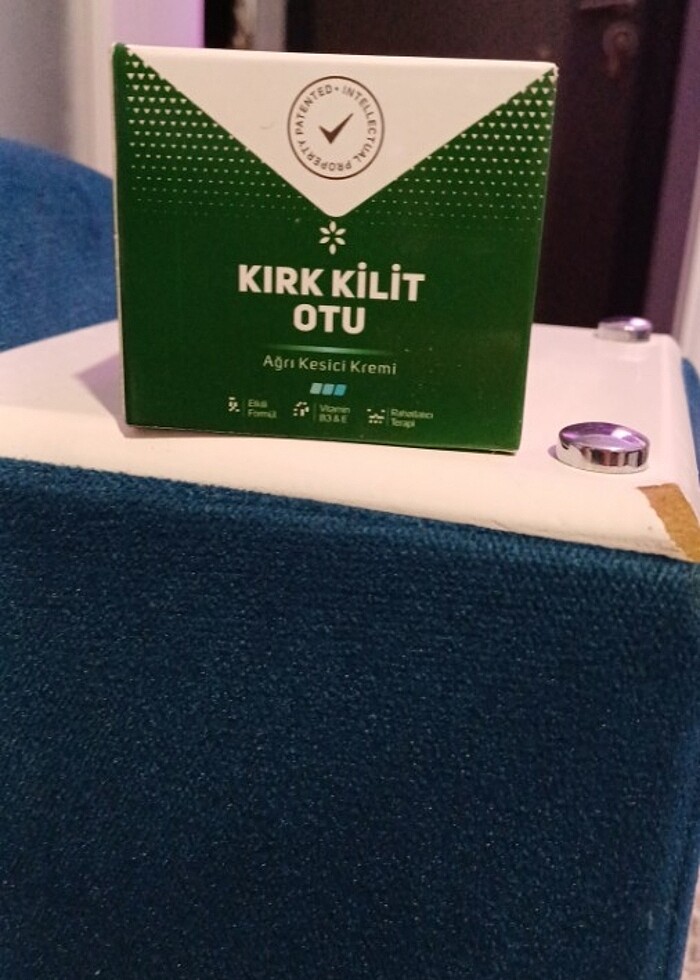 PATENTED • INTELLECTUAL PROPERTY
KIRK KİLİT
OTU
Ağrı Kesici Kremi
Etkili
Formül
Vitamin
B3 & E
Rahatlatıcı
Terapi